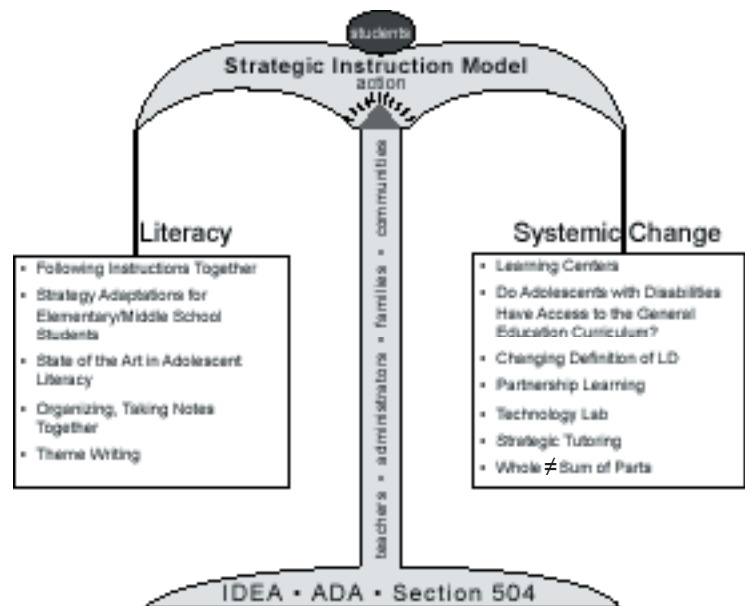 students
Strategic Instruction Model
action
teachers • administrators • families • communities
Literacy
• Following Instructions Together
• Strategy Adaptations for
Elementary/Middle School
Students
• State of the Art in Adolescent
Literacy
• Organizing, Taking Notes
Together
• Theme Writing
Systemic Change
• Learning Centers
• Do Adolescents with Disabilities
Have Access to the General
Education Curriculum?
• Changing Definition of LD
• Partnership Learning
• Technology Lab
• Strategic Tutoring
• Whole ≠ Sum of Parts
IDEA • ADA • Section 504